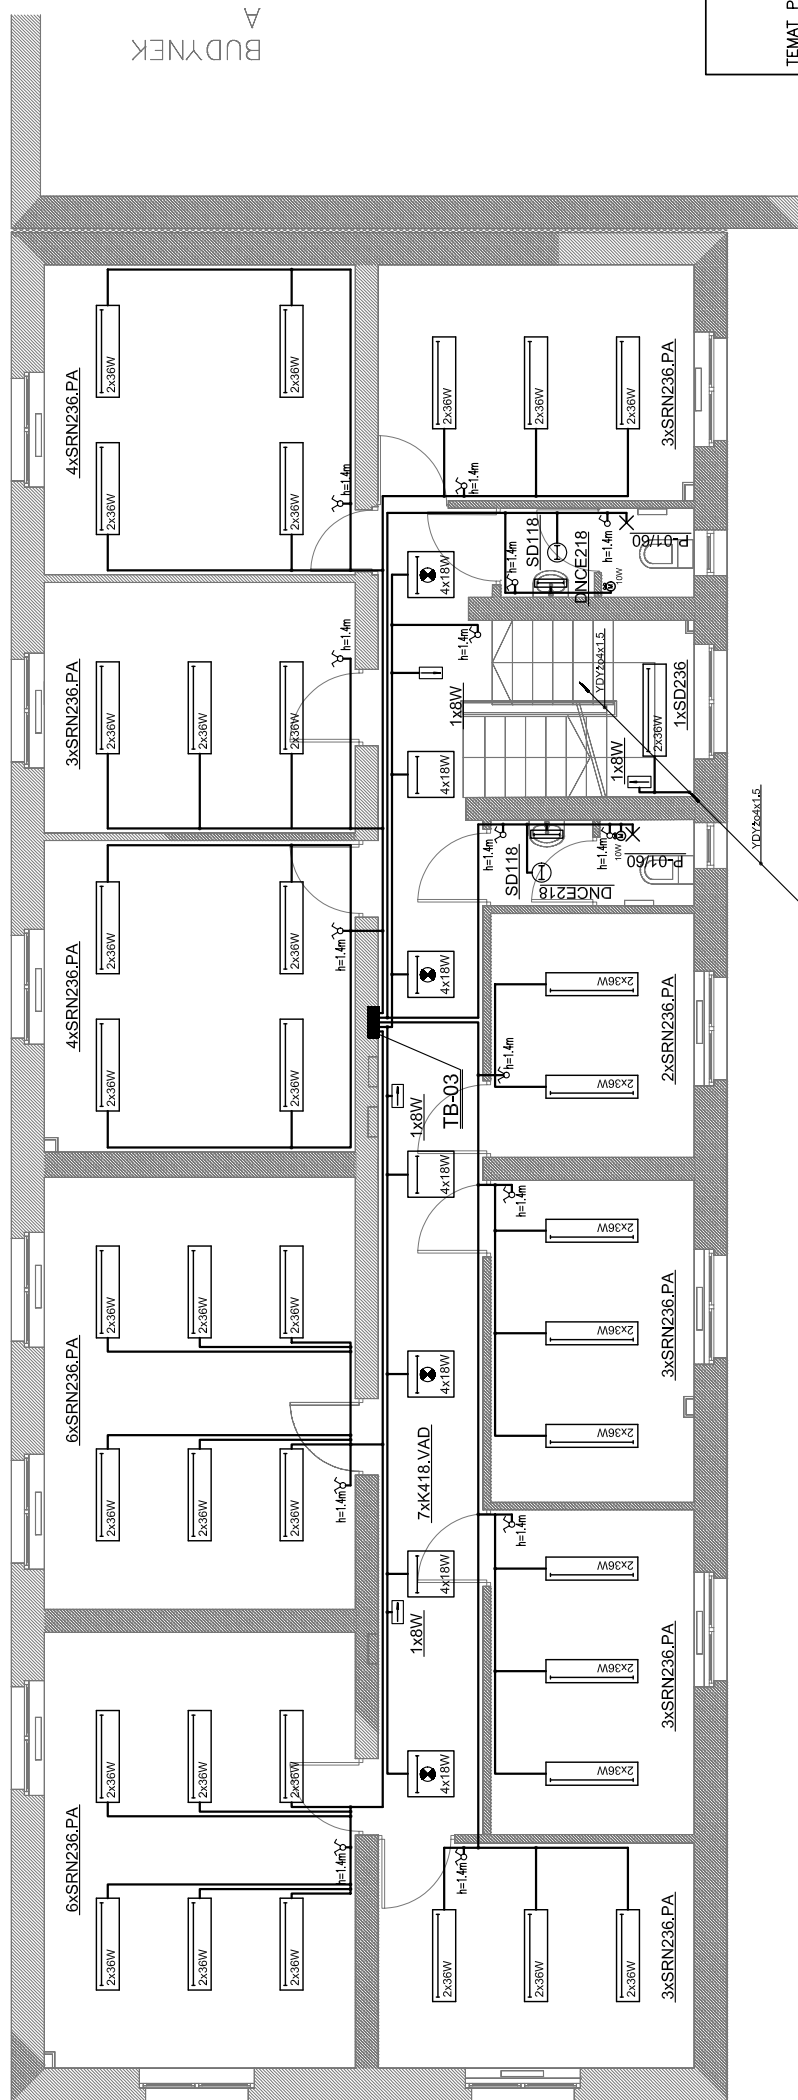 BUDYNEK
A
TEMAT P
4xSRN236.PA
2x36W
2x36W
2x36W
2x36W
h=1.4m
3xSRN236.PA
2x36W
2x36W
2x36W
h=1.4m
3xSRN236.PA
2x36W
2x36W
2x36W
h=1.4m
4xSRN236.PA
2x36W
2x36W
2x36W
2x36W
h=1.4m
6xSRN236.PA
2x36W
2x36W
2x36W
2x36W
2x36W
2x36W
h=1.4m
6xSRN236.PA
2x36W
2x36W
2x36W
2x36W
2x36W
2x36W
h=1.4m
4x18W
1x8W
4x18W
4x18W
TB-03
1x8W
4x18W
4x18W
7xK418.VAD
4x18W
1x8W
4x18W
h=1.4m
SD118
DNCE218
h=1.4m
P-01/60
10W
h=1.4m
YDYżo4x1.5
2x36W
1xSD236
1x8W
YDYżo4x1.5
h=1.4m
SD118
DNCE218
h=1.4m
10W
P-01/60
2x36W
2x36W
2xSRN236.PA
h=1.4m
h=1.4m
2x36W
2x36W
2x36W
3xSRN236.PA
h=1.4m
2x36W
2x36W
2x36W
3xSRN236.PA
h=1.4m
2x36W
2x36W
2x36W
3xSRN236.PA